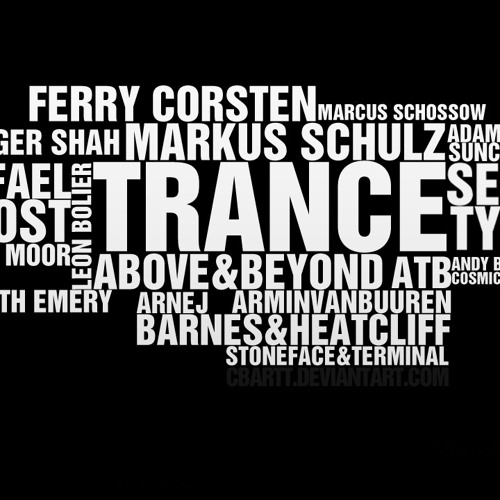 FERRY CORSTEN MARCUS SCHOSSOW
GER SHAH MARKUS SCHULZ ADAM
SUNC
FAEL LEON BOLIER TRANCE SE
OST TY
MOOR ABOVE&BEYOND ATB ANDY B
COSMIC
TH EMERY ARNEJ ARMINVANBUUREN
BARNES&HEATCLIFF
STONEFACE&TERMINAL
CBARTT.DEVIANTART.COM